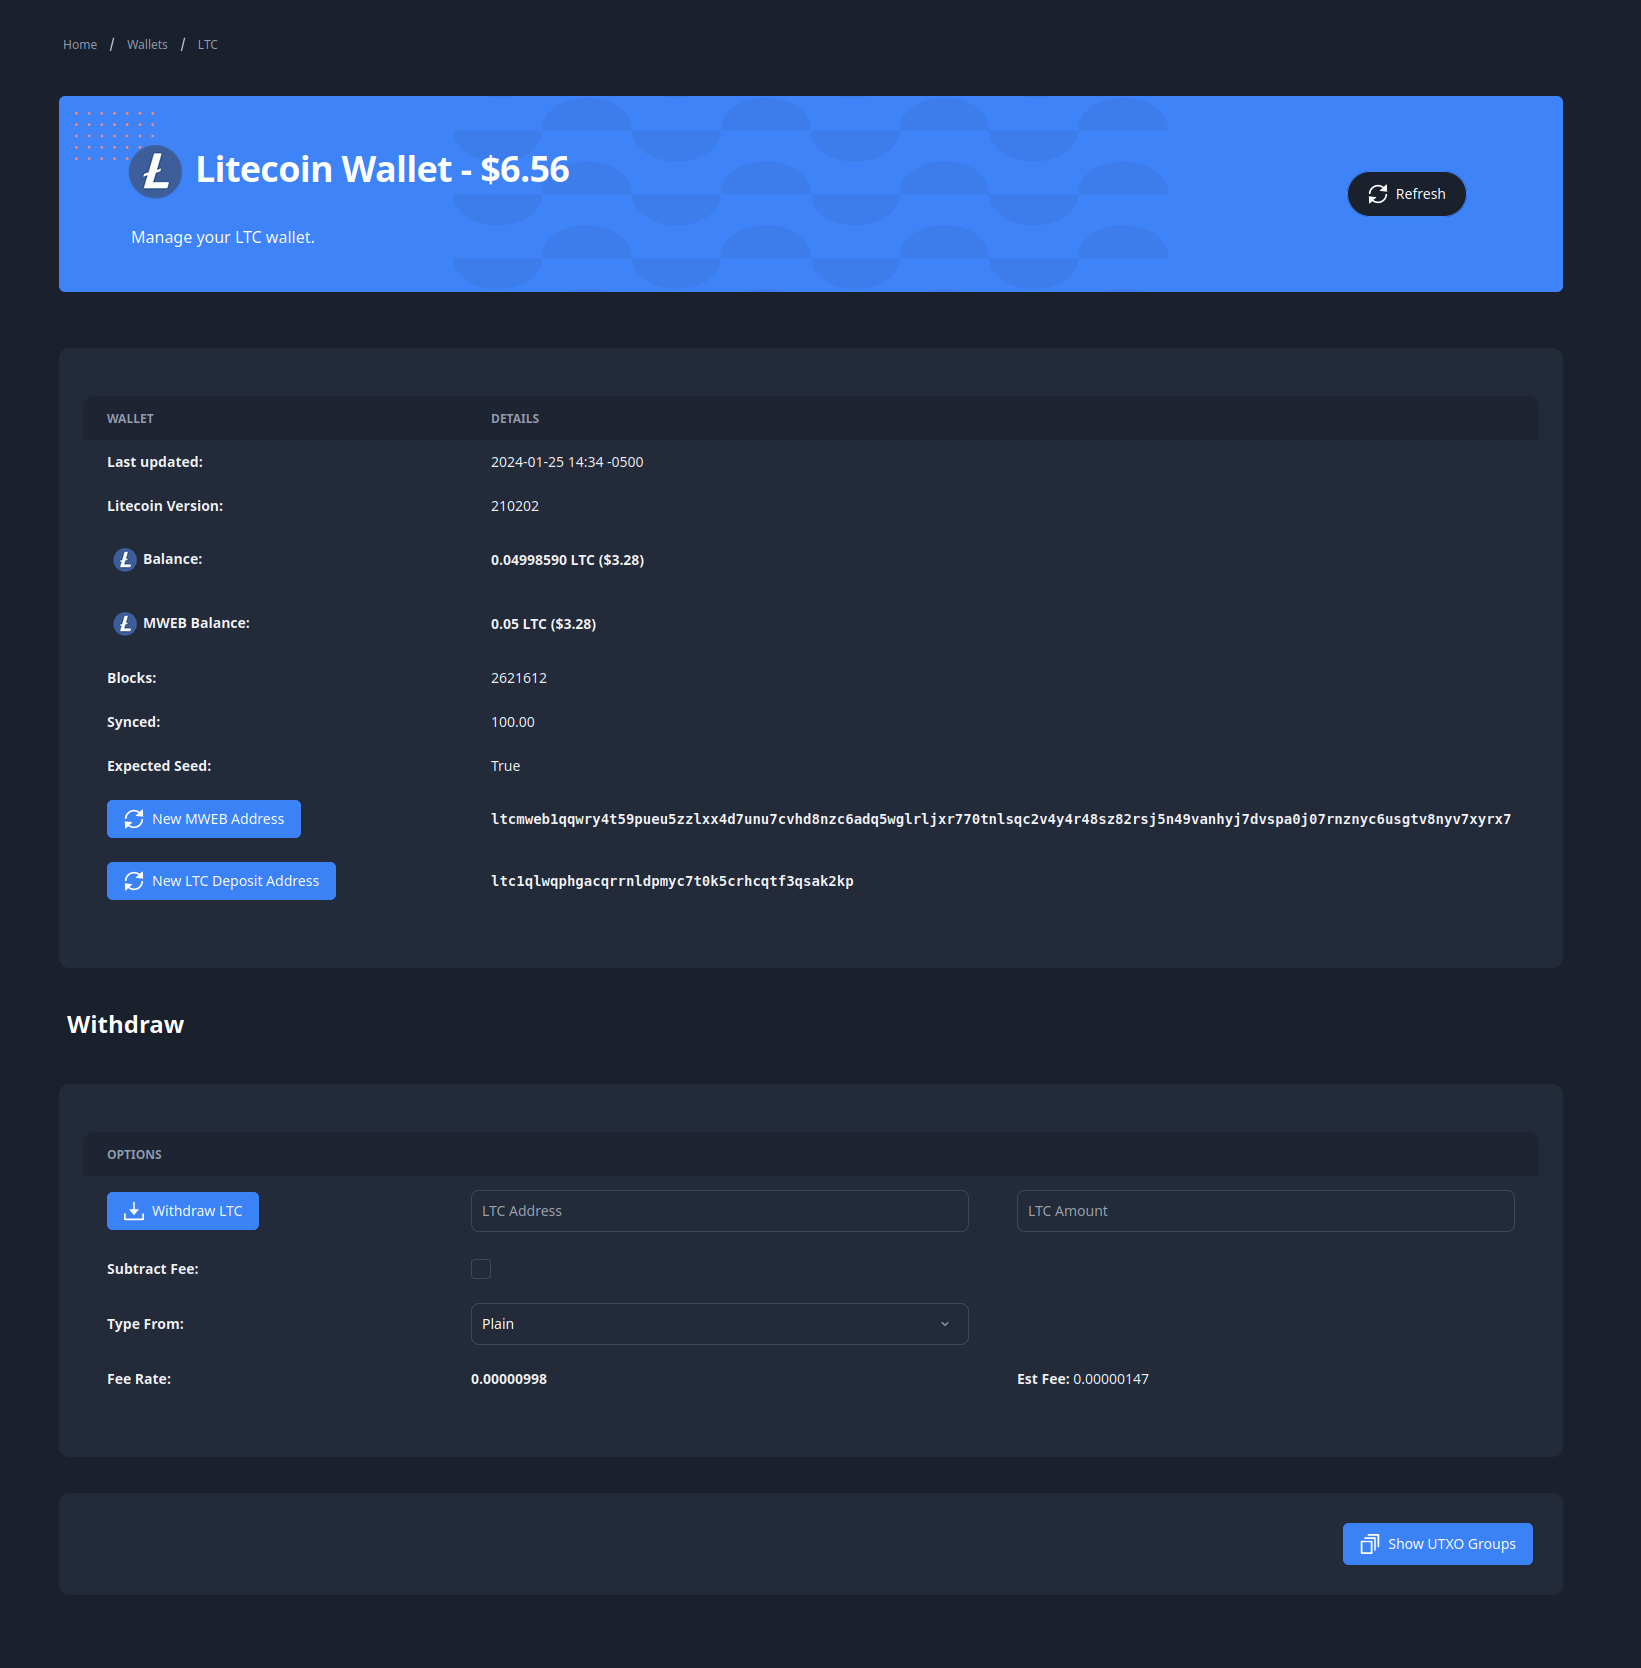 Home / Wallets / LTC
Litecoin Wallet - $6.56
Manage your LTC wallet.
Refresh
WALLET DETAILS
Last updated: 2024-01-25 14:34 -0500
Litecoin Version: 210202
Balance: 0.04998590 LTC ($3.28)
MWEB Balance: 0.05 LTC ($3.28)
Blocks: 2621612
Synced: 100.00
Expected Seed: True
New MWEB Address ltcmweb1qqwry4t59pueu5zzlxx4d7unu7cvhd8nzc6adq5wglrljxr770tnlsqc2v4y4r48sz82rsj5n49vanhyj7dvspa0j07rnznyc6usgtv8nyv7xyrx7
New LTC Deposit Address ltc1qlwqphgacqrrnldpmyc7t0k5crhcqtf3qsak2kp
Withdraw
OPTIONS
Withdraw LTC LTC Address LTC Amount
Subtract Fee:
Type From: Plain
Fee Rate: 0.00000998 Est Fee: 0.00000147
Show UTXO Groups